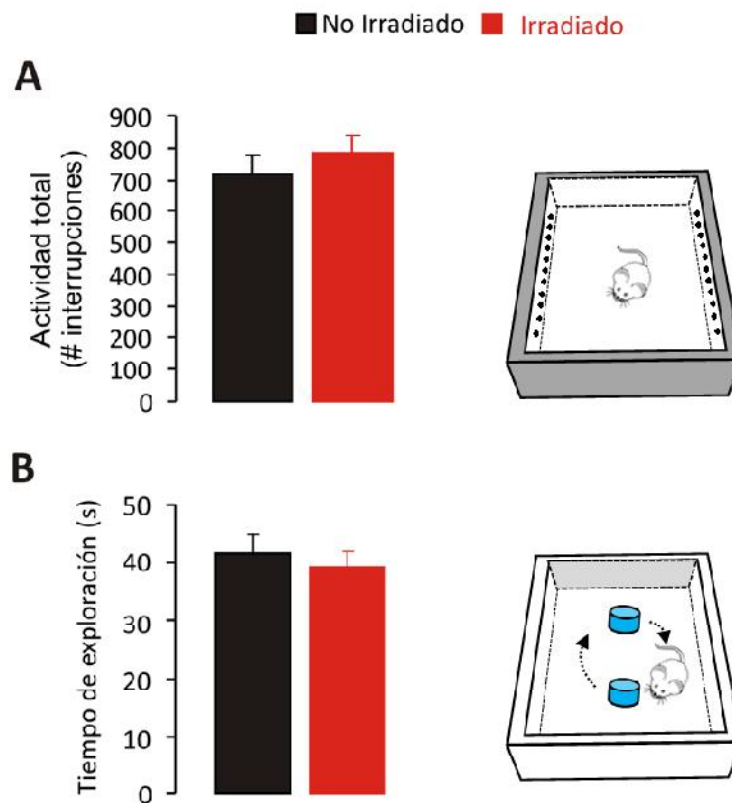 No Irradiado Irradiado
A
Actividad total
(# interrupciones)
900
800
700
600
500
400
300
200
100
0
B
Tiempo de exploración (s)
50
40
30
20
10
0